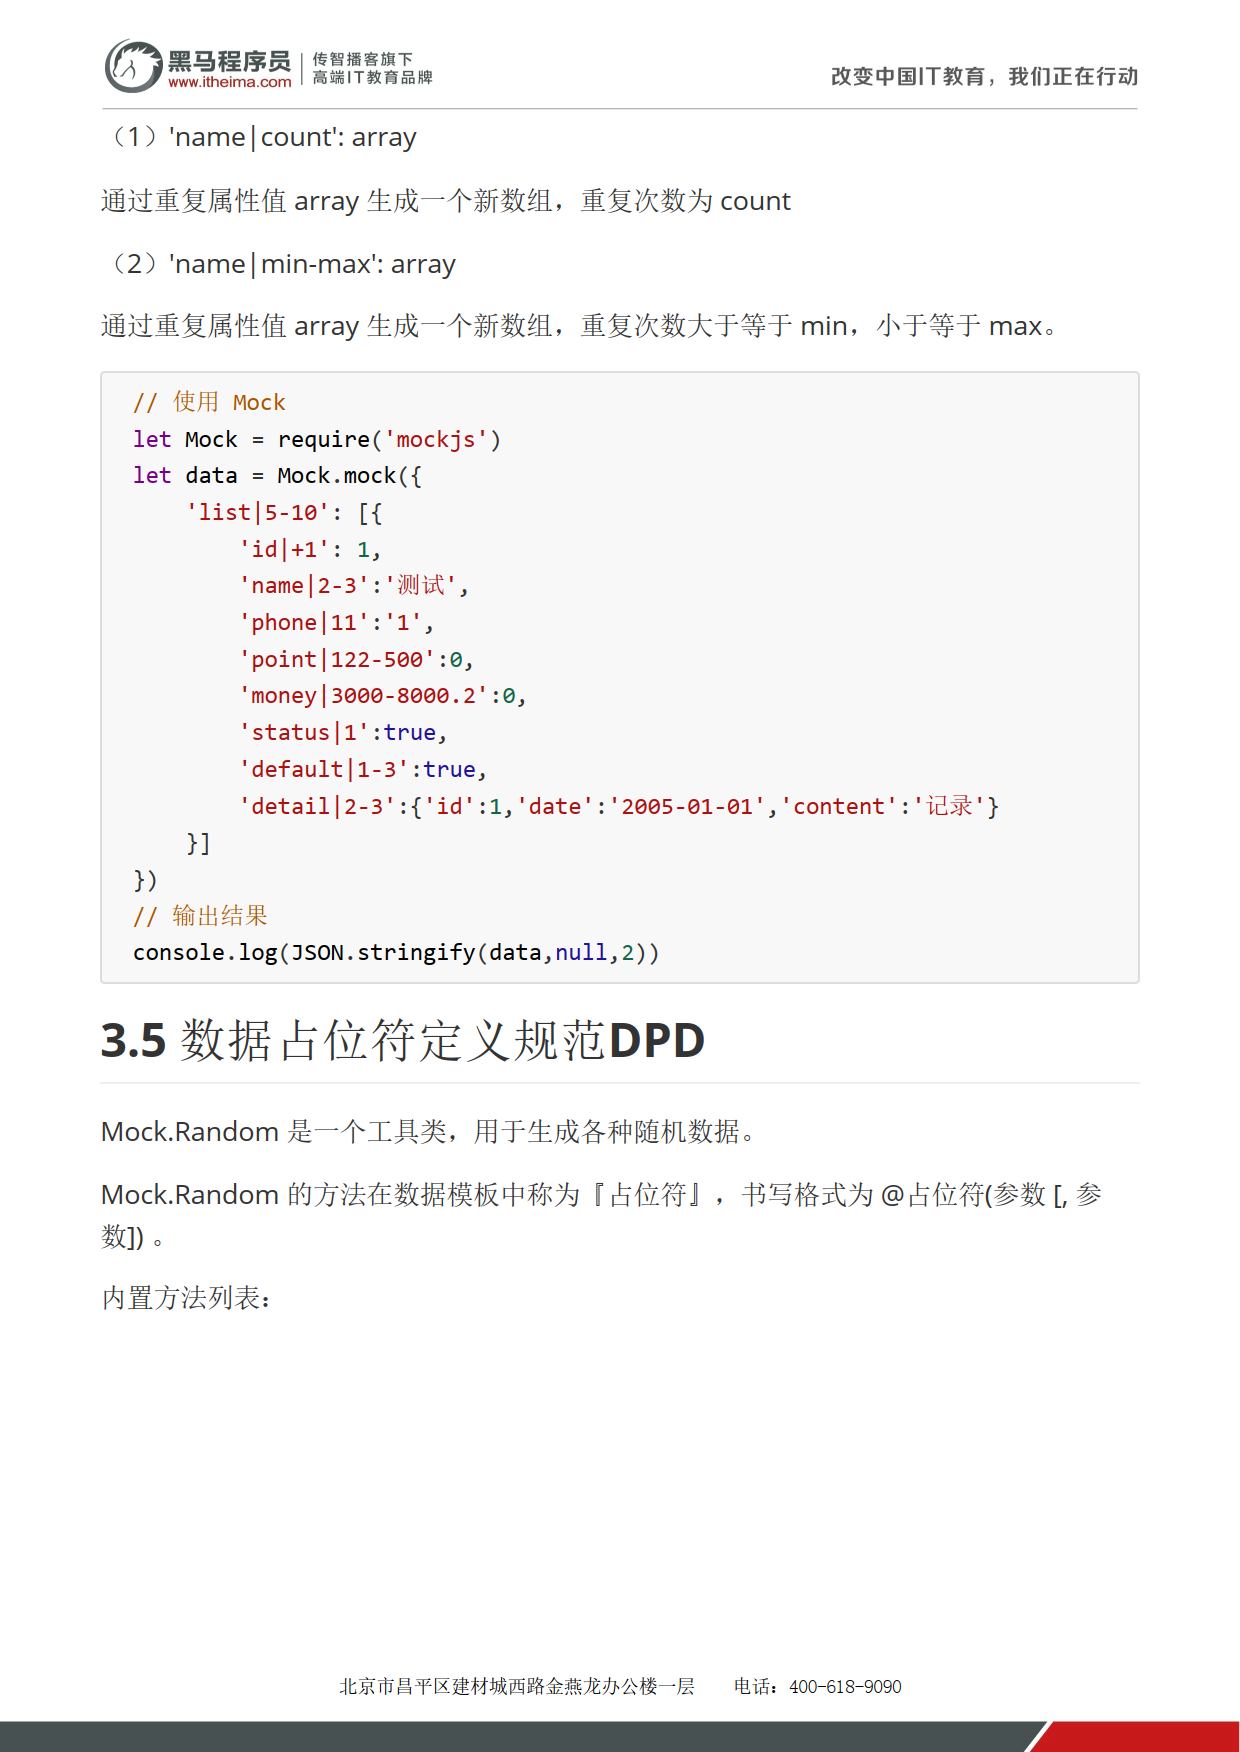 黑马程序员
www.itheima.com
传智播客旗下
高端IT教育品牌
改变中国IT教育，我们正在行动
（1）'name|count': array
通过重复属性值 array 生成一个新数组，重复次数为 count
（2）'name|min-max': array
通过重复属性值 array 生成一个新数组，重复次数大于等于 min，小于等于 max。
// 使用 Mock
let Mock = require('mockjs')
let data = Mock.mock({
    'list|5-10': [{
        'id|+1': 1,
        'name|2-3':'测试',
        'phone|11':'1',
        'point|122-500':0,
        'money|3000-8000.2':0,
        'status|1':true,
        'default|1-3':true,
        'detail|2-3':{'id':1,'date':'2005-01-01','content':'记录'}
    }]
})
// 输出结果
console.log(JSON.stringify(data,null,2))
3.5 数据占位符定义规范DPD
Mock.Random 是一个工具类，用于生成各种随机数据。
Mock.Random 的方法在数据模板中称为『占位符』，书写格式为 @占位符(参数 [, 参
数]) 。
内置方法列表：
北京市昌平区建材城西路金燕龙办公楼一层 电话：400-618-9090